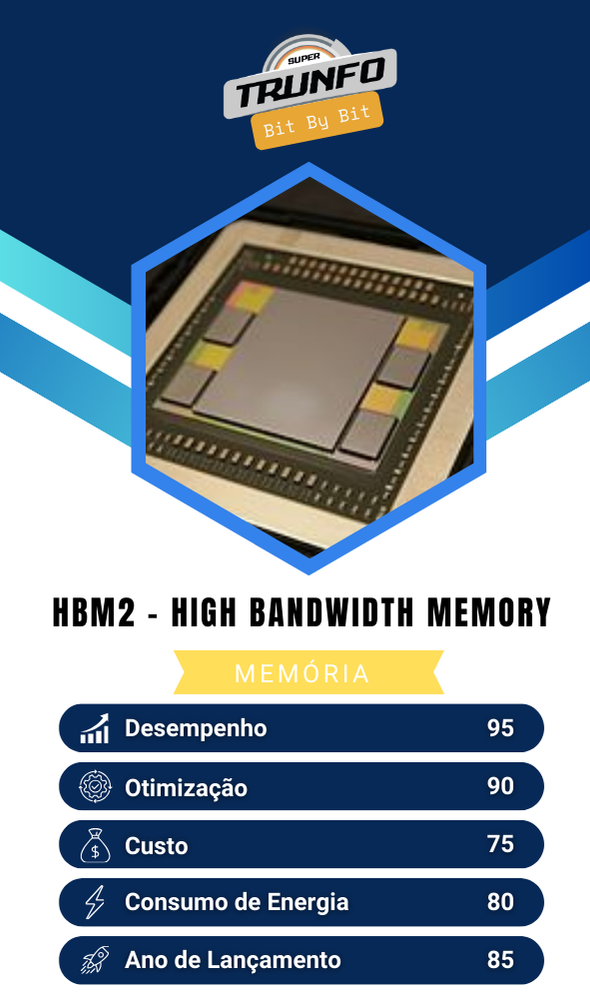 SUPER
TRUNFO
Bit By Bit
HBM2 - HIGH BANDWIDTH MEMORY
MEMÓRIA
Desempenho 95
Otimização 90
Custo 75
Consumo de Energia 80
Ano de Lançamento 85